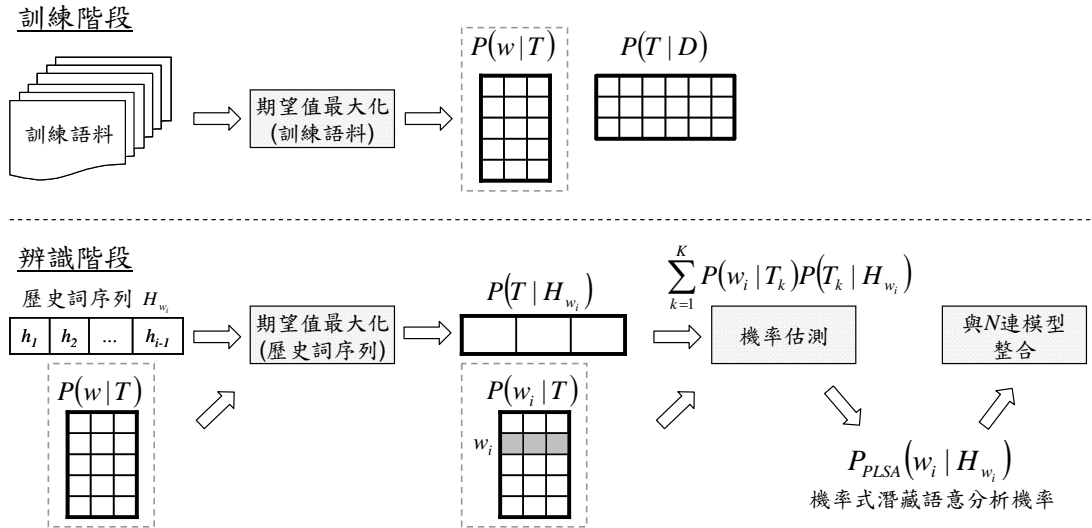 訓練階段
訓練語料
期望值最大化
(訓練語料)
P(w|T)
P(T|D)
辨識階段
歷史詞序列 H_{w_i}
h_1 h_2 ... h_{i-1}
P(w|T)
期望值最大化
(歷史詞序列)
P(T|H_{w_i})
P(w_i|T)
w_i
\sum_{k=1}^{K} P(w_i|T_k)P(T_k|H_{w_i})
機率估測
P_{PLSA}(w_i|H_{w_i})
機率式潛藏語意分析機率
與N連模型
整合